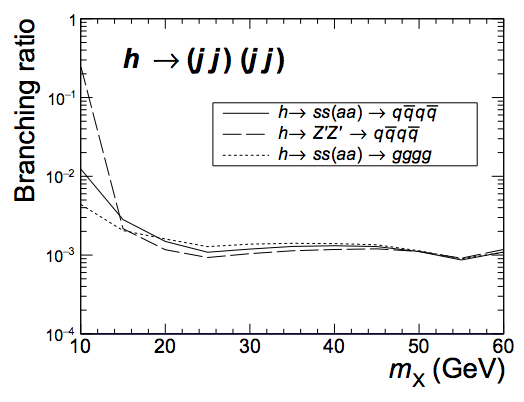 h → (j j) (j j)
h→ ss(aa) → qq̅qq̅
h→ Z'Z' → qq̅qq̅
h→ ss(aa) → gggg
Branching ratio
1
10⁻¹
10⁻²
10⁻³
10⁻⁴
10 20 30 40 50 60
m_X (GeV)